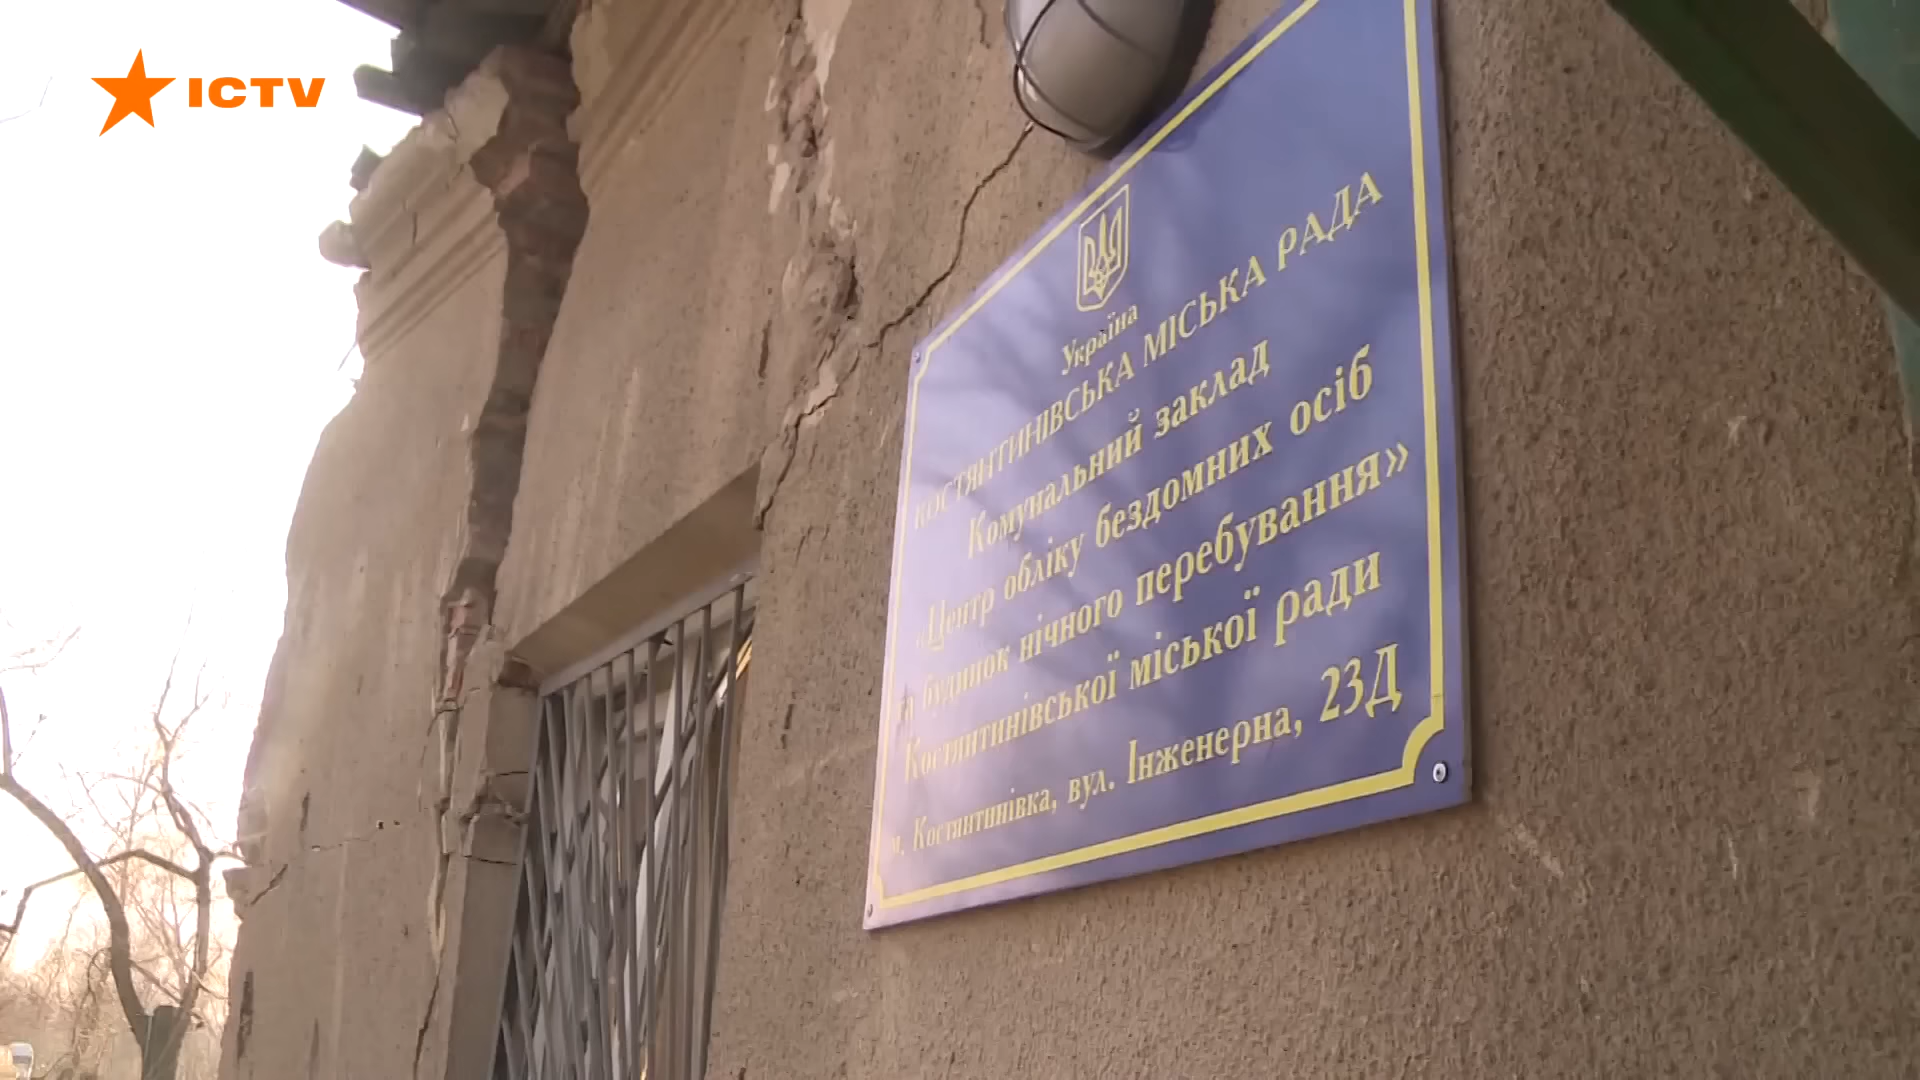 ICTV
Україна
КОСТЯНТИНІВСЬКА МІСЬКА РАДА
Комунальний заклад
«Центр обліку бездомних осіб
та будинок нічного перебування»
Костянтинівської міської ради
м. Костянтинівка, вул. Інженерна, 23Д